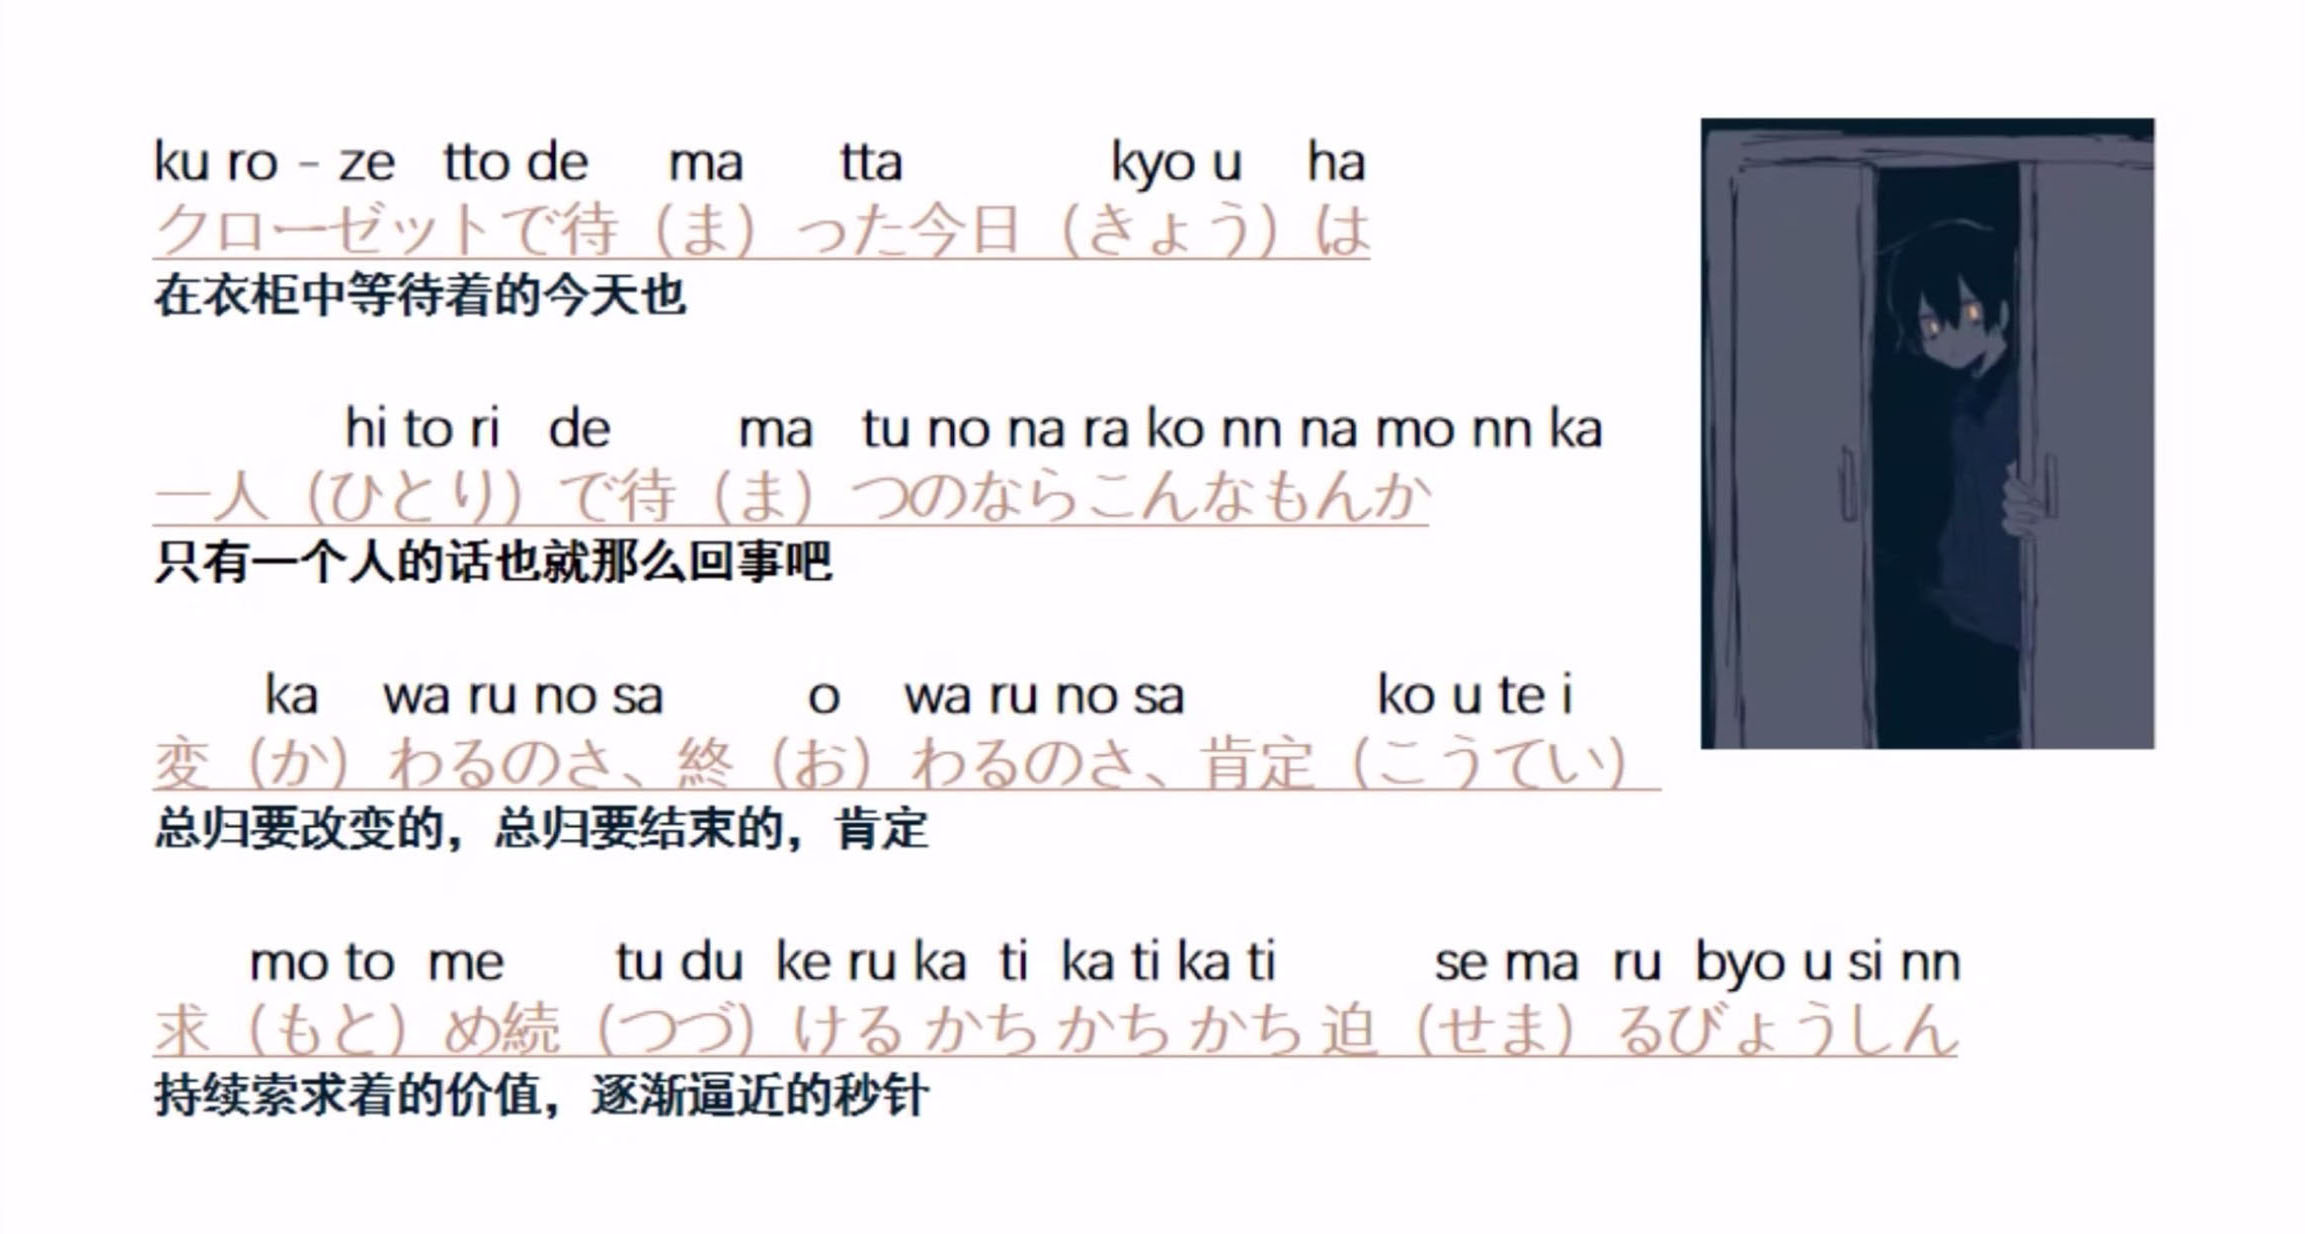 ku ro - ze tto de ma tta kyo u ha
クローゼットで待（ま）った今日（きょう）は
在衣柜中等待着的今天也
hi to ri de ma tu no na ra ko nn na mo nn ka
一人（ひとり）で待（ま）つのならこんなもんか
只有一个人的话也就那么回事吧
ka wa ru no sa o wa ru no sa ko u te i
変（か）わるのさ、終（お）わるのさ、肯定（こうてい）
总归要改变的，总归要结束的，肯定
mo to me tu du ke ru ka ti ka ti ka ti se ma ru byo u si nn
求（もと）め続（つづ）ける かち かち かち 迫（せま）るびょうしん
持续索求着的价值，逐渐逼近的秒针